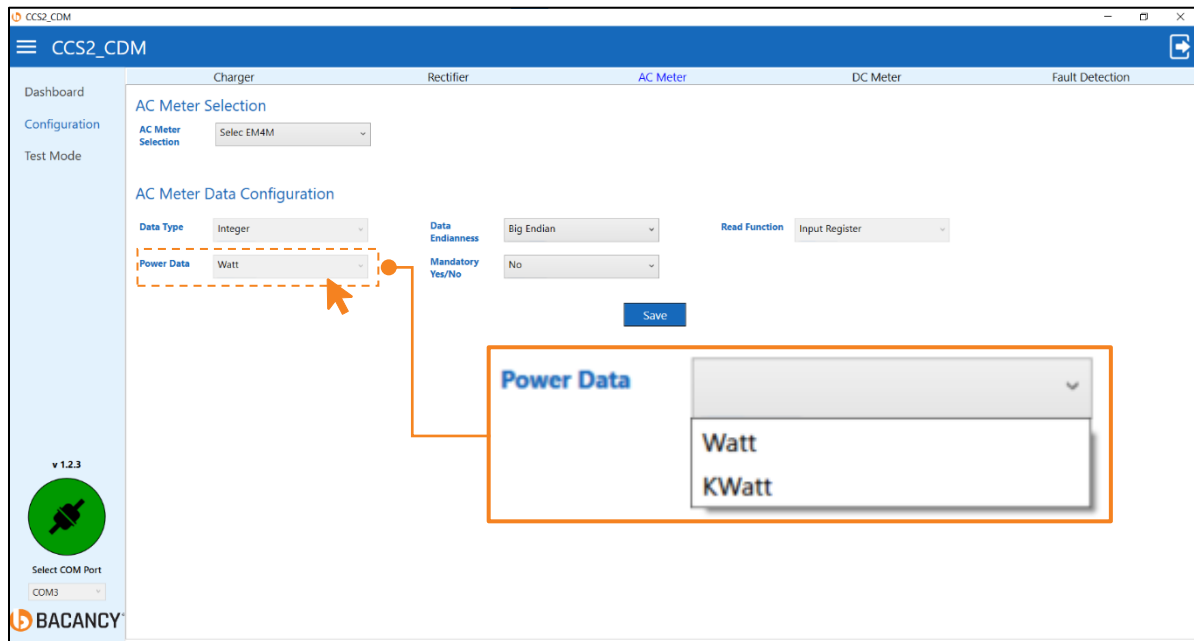 CCS2_CDM
CCS2_CDM
Charger Rectifier AC Meter DC Meter Fault Detection
Dashboard
Configuration
Test Mode
AC Meter Selection
AC Meter
Selection
Selec EM4M
AC Meter Data Configuration
Data Type Integer
Data
Endianness
Big Endian
Read Function Input Register
Power Data Watt
Mandatory
Yes/No
No
Save
Power Data
Watt
KWatt
v 1.2.3
Select COM Port
COM3
BACANCY